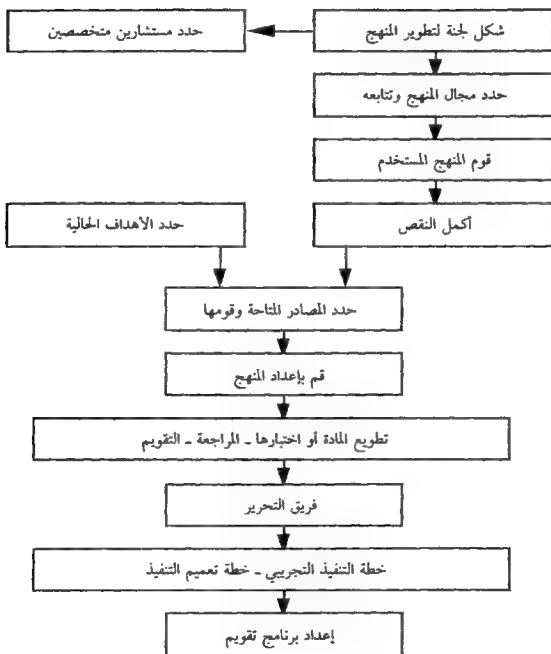 شكل لجنة لتطوير المنهج
حدد مستشارين متخصصين
حدد مجال المنهج وتتابعه
قوم المنهج المستخدم
أكمل النقص
حدد الأهداف الحالية
حدد المصادر المتاحة وقومها
قم بإعداد المنهج
تطويع المادة أو اختبارها ـ المراجعة ـ التقويم
فريق التحرير
خطة التنفيذ التجريبي ـ خطة تعميم التنفيذ
إعداد برنامج تقويم